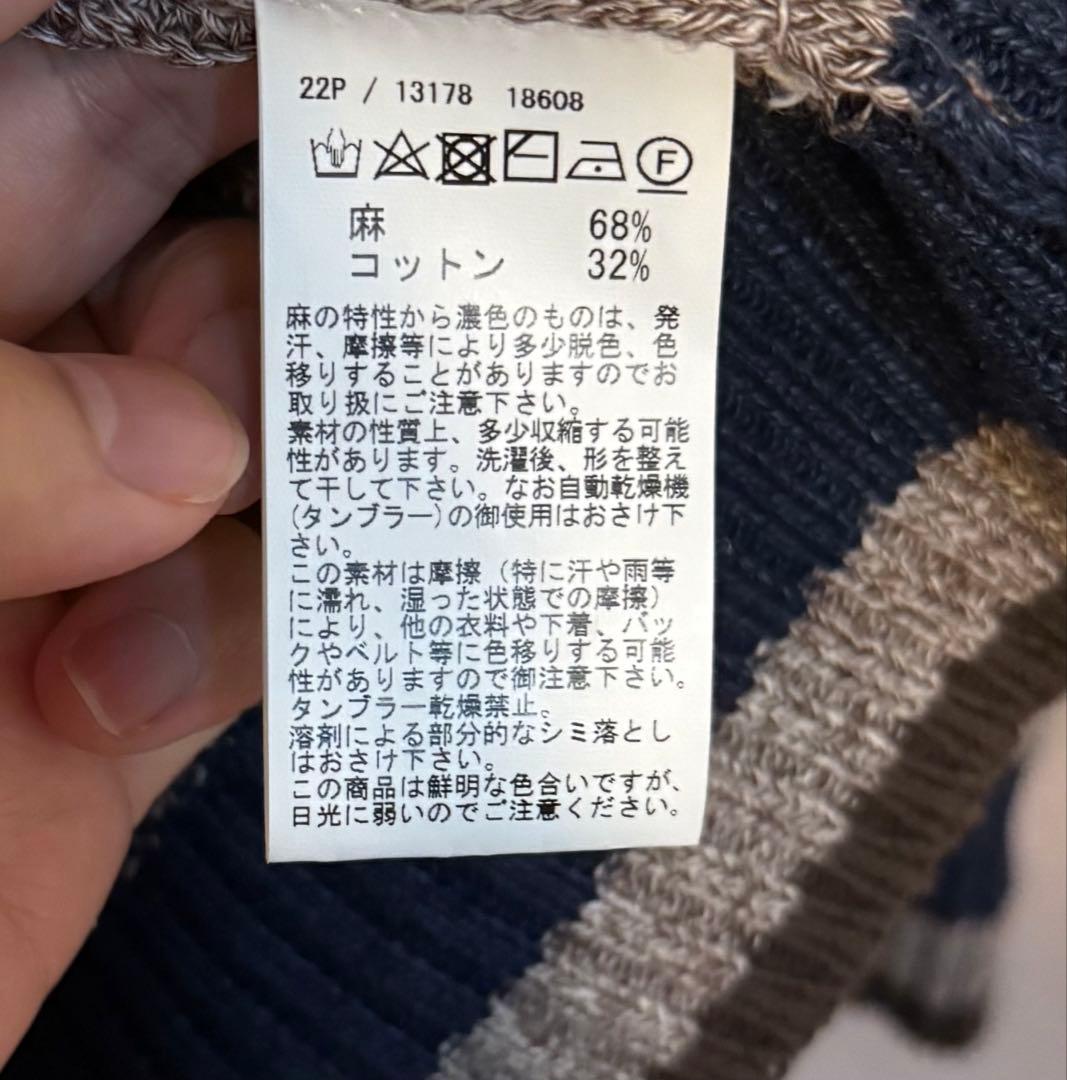 22P / 13178 18608
F
麻 68%
コットン 32%
麻の特性から濃色のものは、発
汗、摩擦等により多少脱色、色
移りすることがありますのでお
取り扱にご注意下さい。
素材の性質上、多少収縮する可能
性があります。洗濯後、形を整え
て干して下さい。なお自動乾燥機
(タンブラー)の御使用はおさけ下
さい。
この素材は摩擦（特に汗や雨等
に濡れ、湿った状態での摩擦）
により、他の衣料や下着、バッ
クやベルト等に色移りする可能
性がありますので御注意下さい。
タンブラー乾燥禁止。
溶剤による部分的なシミ落とし
はおさけ下さい。
この商品は鮮明な色合いですが、
日光に弱いのでご注意ください。